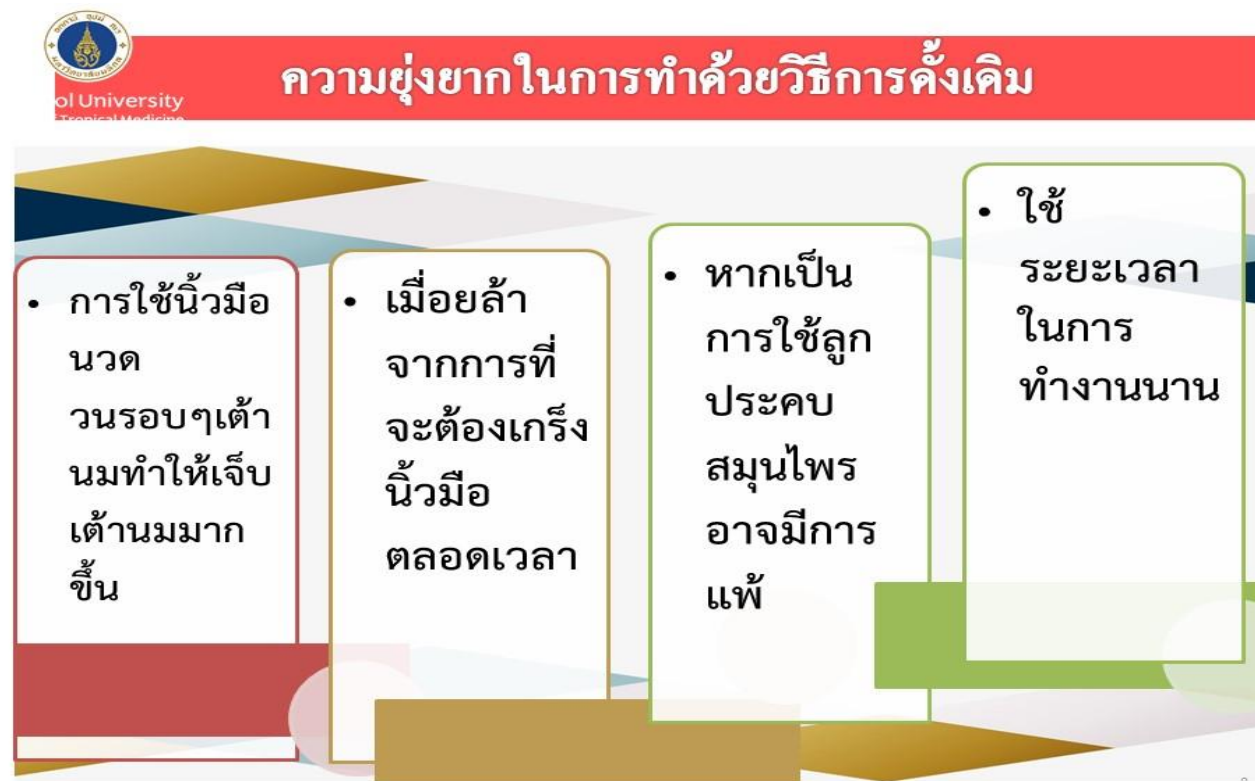 ความยุ่งยากในการทำด้วยวิธีการดั้งเดิม
ol University
f Tropical Medicine
• การใช้นิ้วมือ
นวด
วนรอบๆเต้า
นมทำให้เจ็บ
เต้านมมาก
ขึ้น
• เมื่อยล้า
จากการที่
จะต้องเกร็ง
นิ้วมือ
ตลอดเวลา
• หากเป็น
การใช้ลูก
ประคบ
สมุนไพร
อาจมีการ
แพ้
• ใช้
ระยะเวลา
ในการ
ทำงานนาน